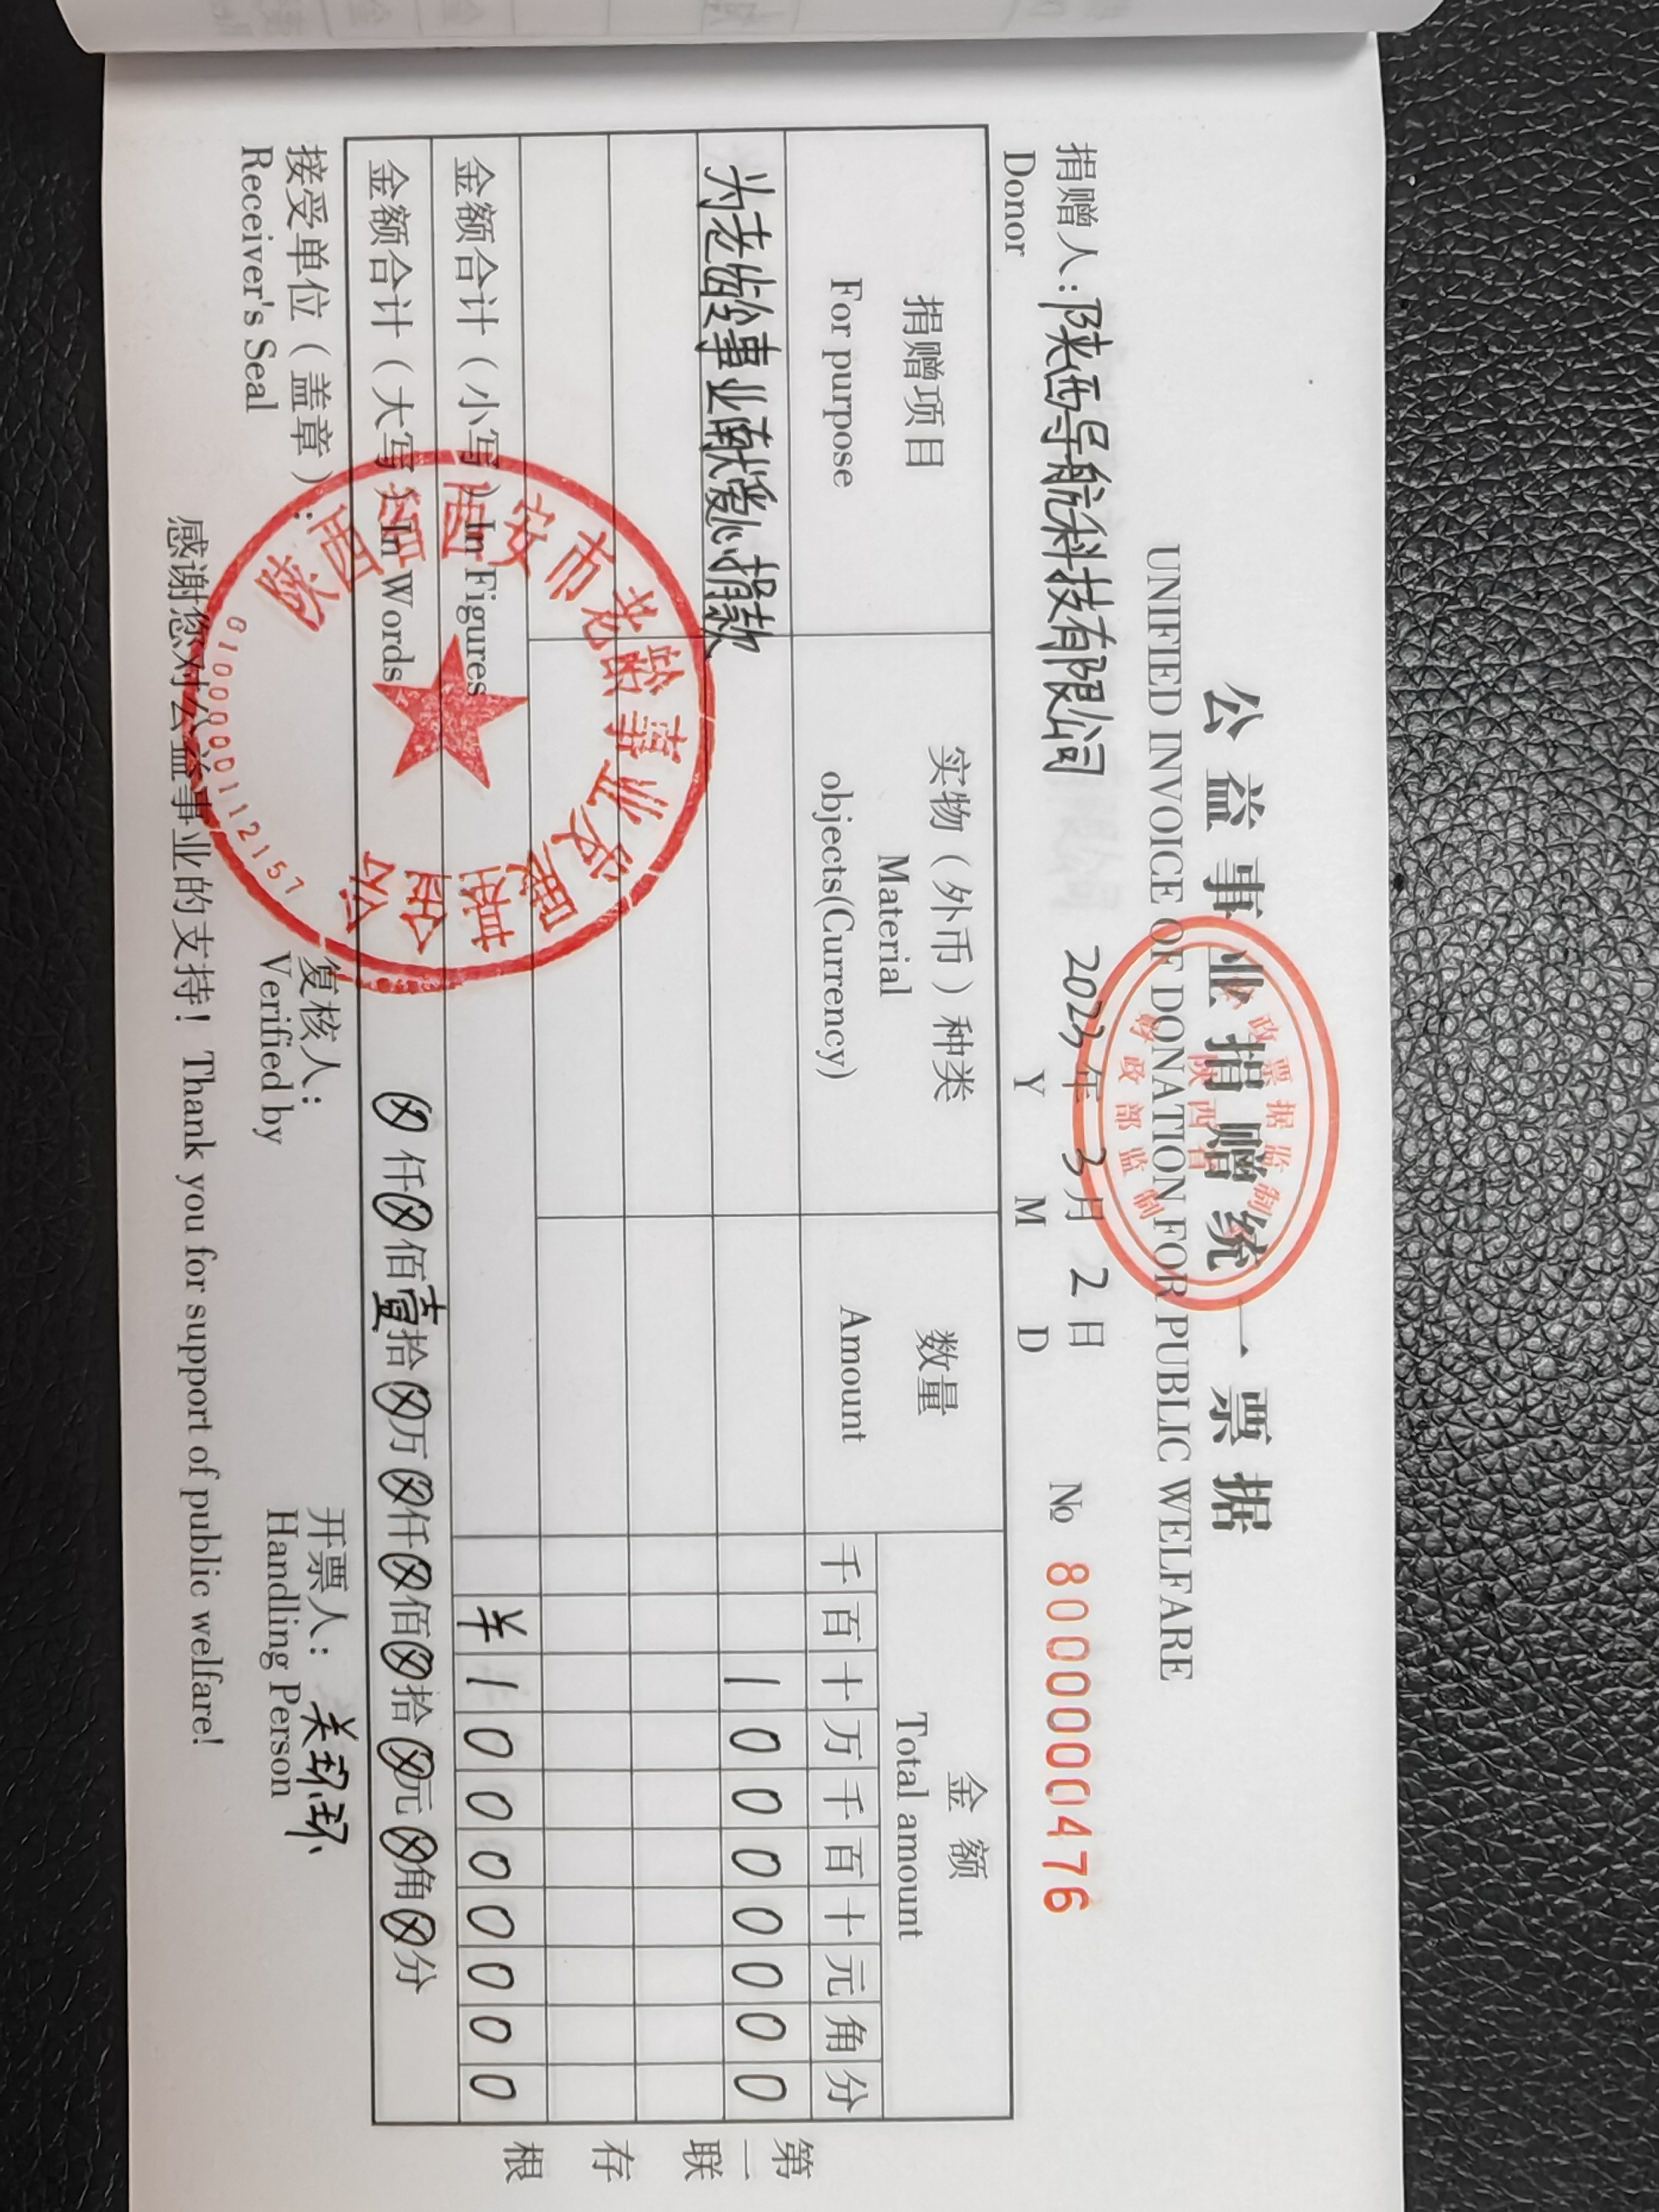 公益事业捐赠统一票据
UNIFIED INVOICE OF DONATION FOR PUBLIC WELFARE
政票据监制
陕西省
财政部监制
捐赠人：陕西导航科技有限公司 2023年3月2日 № 8000000476
Donor Y M D
捐赠项目 实物（外币）种类 数量 金额
For purpose Material objects(Currency) Amount Total amount
千百十万千百十元角分
为老龄事业献爱心捐款 1 0 0 0 0 0 0 0
金额合计（小写）In Figures ¥ 1 0 0 0 0 0 0 0
金额合计（大写）In Words ⊗仟⊗佰壹拾⊗万⊗仟⊗佰⊗拾⊗元⊗角⊗分
接受单位（盖章）： 复核人： 开票人：关环环
Receiver's Seal Verified by Handling Person
感谢您对公益事业的支持！ Thank you for support of public welfare!
陕西省西安市老龄事业发展基金会
6100000112157
第一联
存根